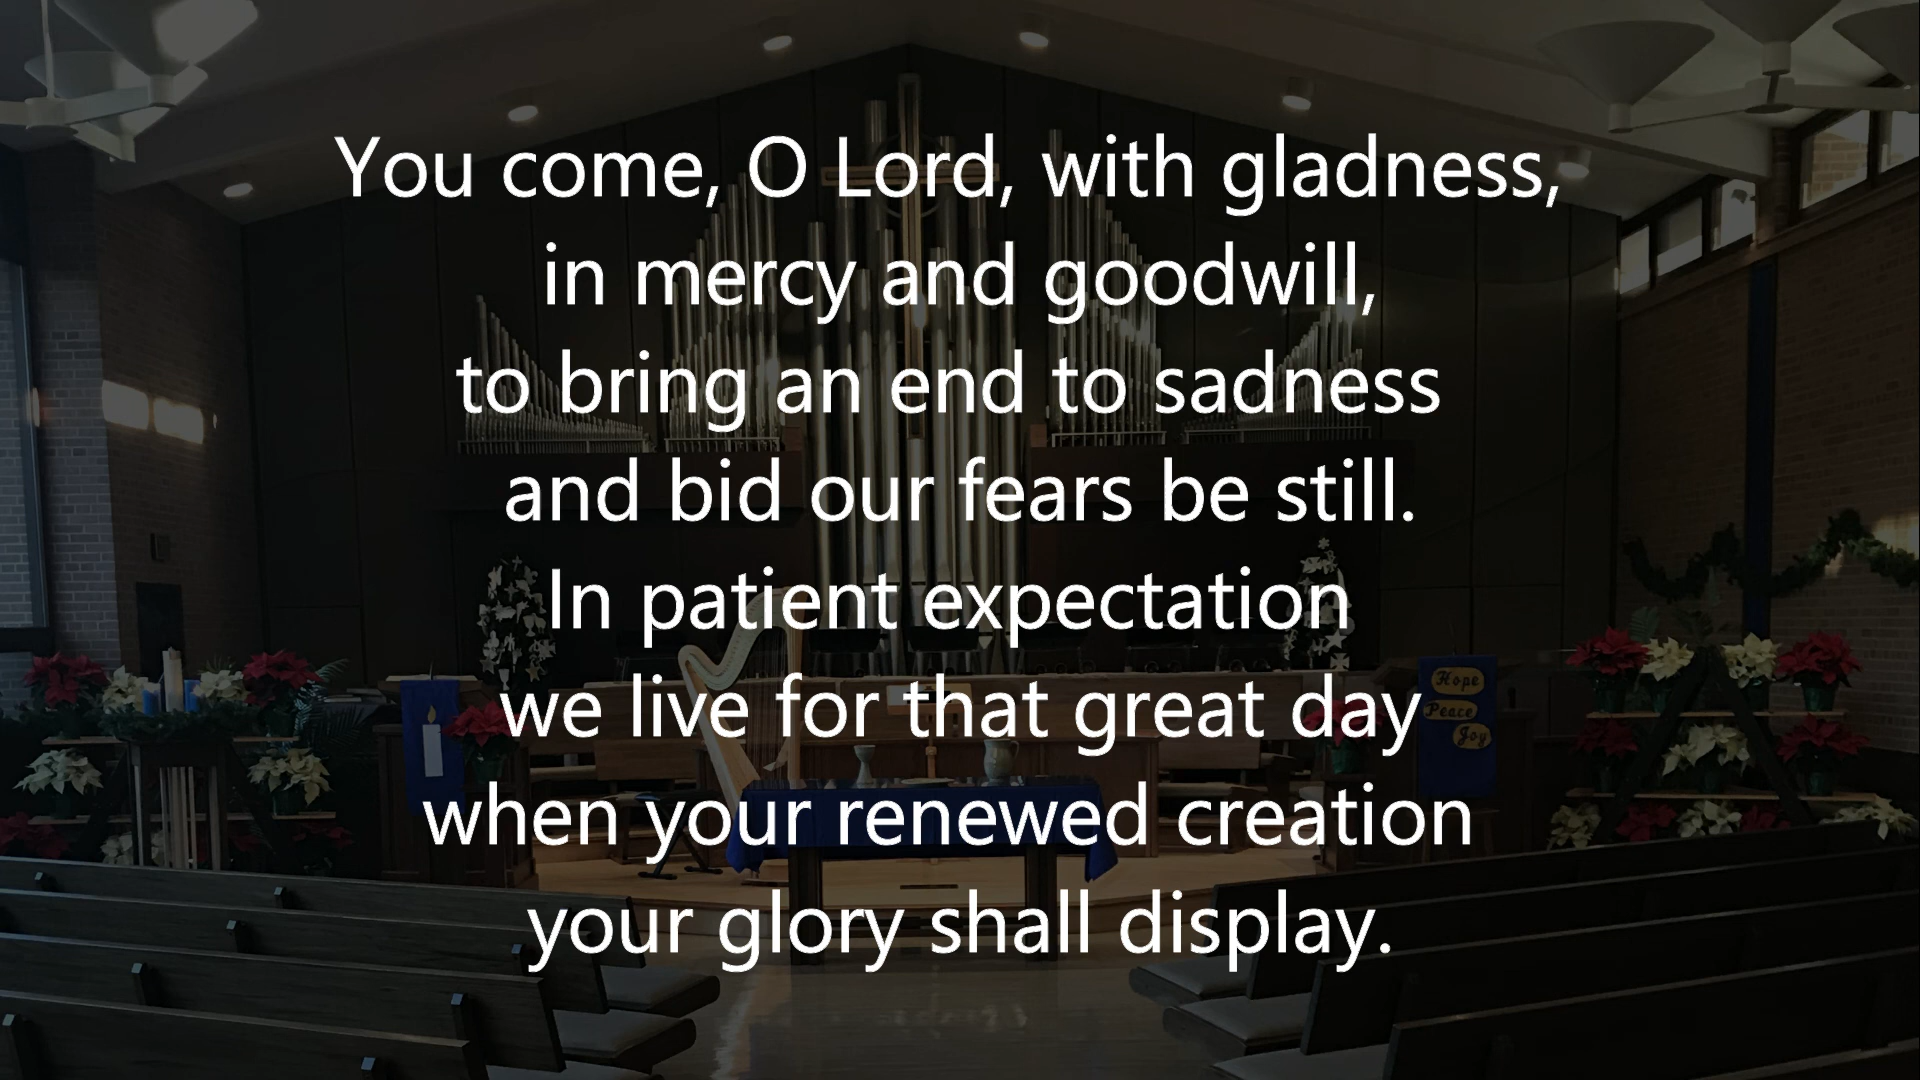 You come, O Lord, with gladness,
in mercy and goodwill,
to bring an end to sadness
and bid our fears be still.
In patient expectation
we live for that great day
when your renewed creation
your glory shall display.
Hope
Peace
Joy